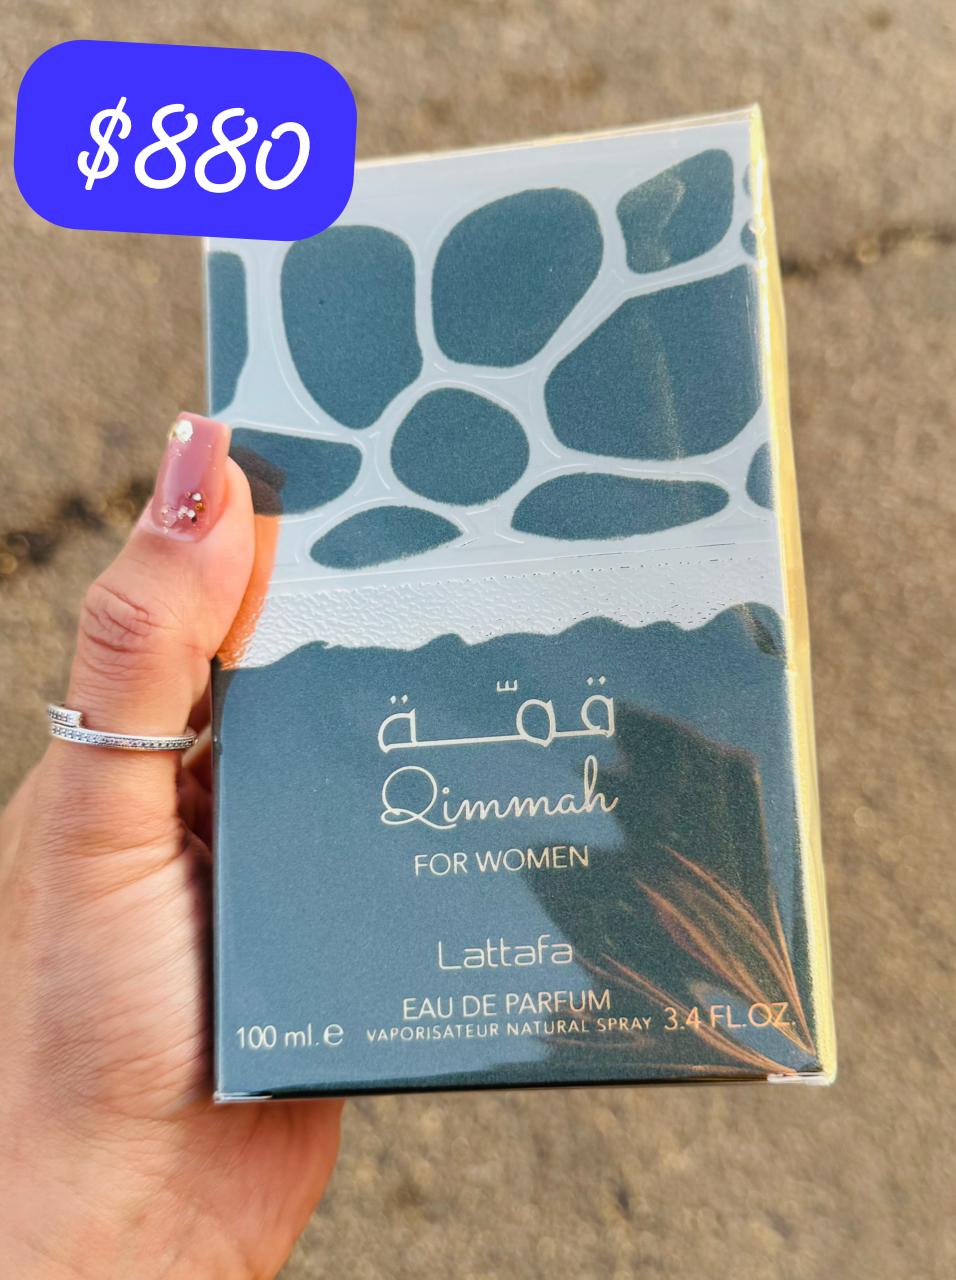 $880
قمّة
Qimmah
FOR WOMEN
Lattafa
EAU DE PARFUM
100 ml. e VAPORISATEUR NATURAL SPRAY 3.4 FL.OZ.